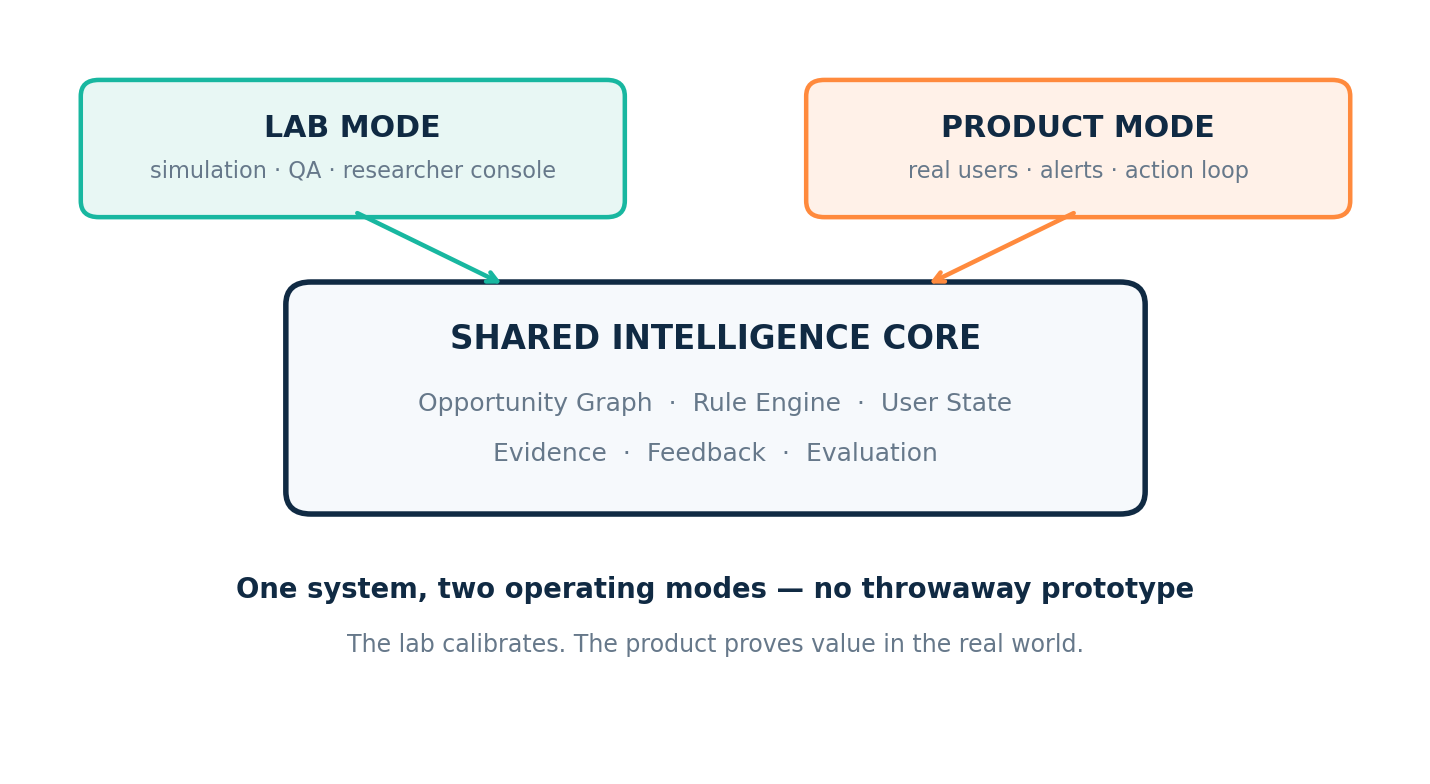 LAB MODE
simulation · QA · researcher console
PRODUCT MODE
real users · alerts · action loop
SHARED INTELLIGENCE CORE
Opportunity Graph · Rule Engine · User State
Evidence · Feedback · Evaluation
One system, two operating modes — no throwaway prototype
The lab calibrates. The product proves value in the real world.